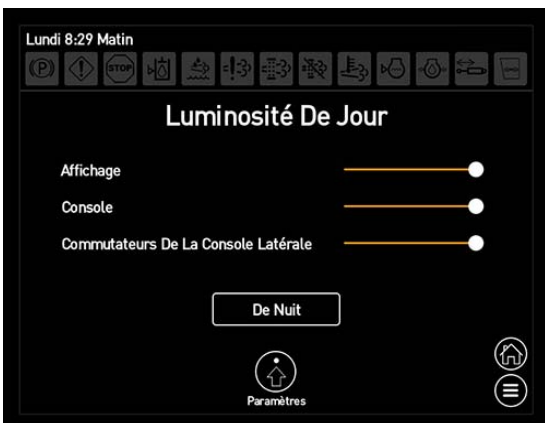 Lundi 8:29 Matin
(P) STOP
Luminosité De Jour
Affichage
Console
Commutateurs De La Console Latérale
De Nuit
Paramètres